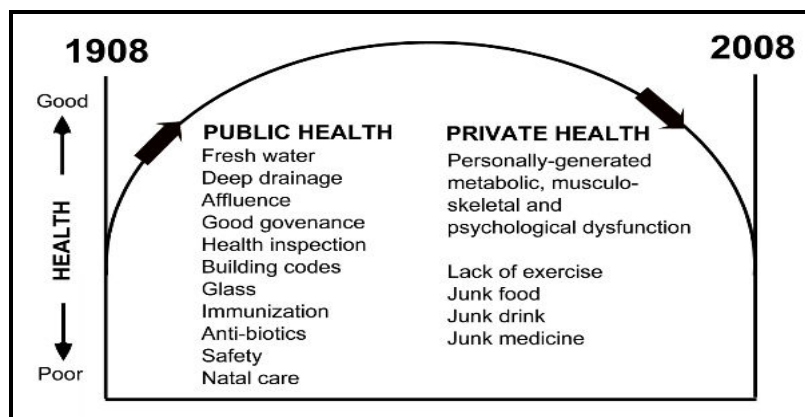 1908
2008
Good
HEALTH
Poor
PUBLIC HEALTH
Fresh water
Deep drainage
Affluence
Good govenance
Health inspection
Building codes
Glass
Immunization
Anti-biotics
Safety
Natal care
PRIVATE HEALTH
Personally-generated
metabolic, musculo-
skeletal and
psychological dysfunction
Lack of exercise
Junk food
Junk drink
Junk medicine